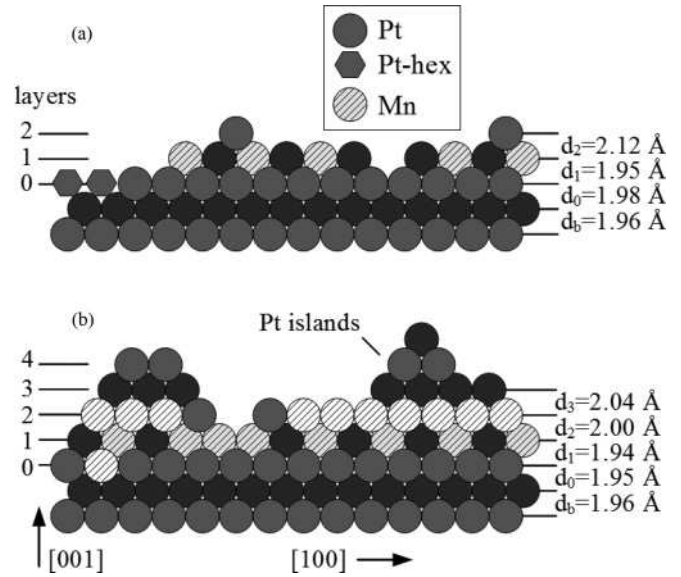 (a)
Pt
Pt-hex
Mn
layers
2
1
0
d₂=2.12 Å
d₁=1.95 Å
d₀=1.98 Å
d_b=1.96 Å
(b)
Pt islands
4
3
2
1
0
d₃=2.04 Å
d₂=2.00 Å
d₁=1.94 Å
d₀=1.95 Å
d_b=1.96 Å
[001]
[100]